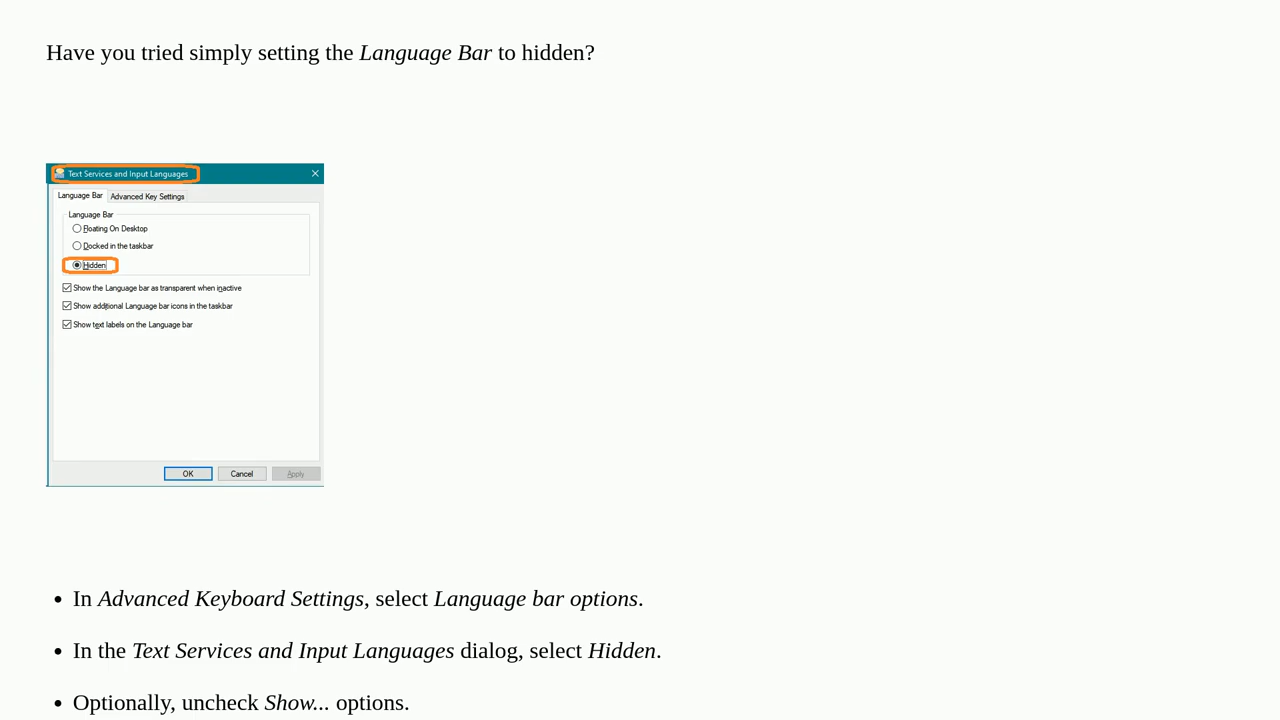 Have you tried simply setting the Language Bar to hidden?
Text Services and Input Languages
Language Bar Advanced Key Settings
Language Bar
Floating On Desktop
Docked in the taskbar
Hidden
Show the Language bar as transparent when inactive
Show additional Language bar icons in the taskbar
Show text labels on the Language bar
OK Cancel Apply
• In Advanced Keyboard Settings, select Language bar options.
• In the Text Services and Input Languages dialog, select Hidden.
• Optionally, uncheck Show... options.